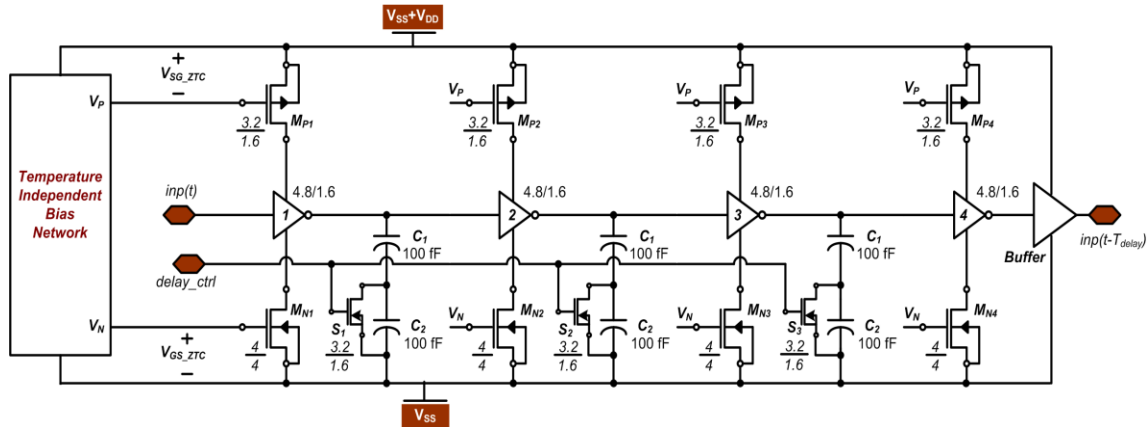 VSS+VDD
+
VSG_ZTC
−
VP
VP
VP
VP
MP1
MP2
MP3
MP4
3.2
1.6
3.2
1.6
3.2
1.6
3.2
1.6
Temperature
Independent
Bias
Network
inp(t)
4.8/1.6
4.8/1.6
4.8/1.6
4.8/1.6
1
2
3
4
Buffer
inp(t-Tdelay)
C1
100 fF
C1
100 fF
C1
100 fF
delay_ctrl
VN
+
VGS_ZTC
−
MN1
4
4
S1
3.2
1.6
C2
100 fF
VN
MN2
4
4
S2
3.2
1.6
C2
100 fF
VN
MN3
4
4
S3
3.2
1.6
C2
100 fF
VN
MN4
4
4
VSS